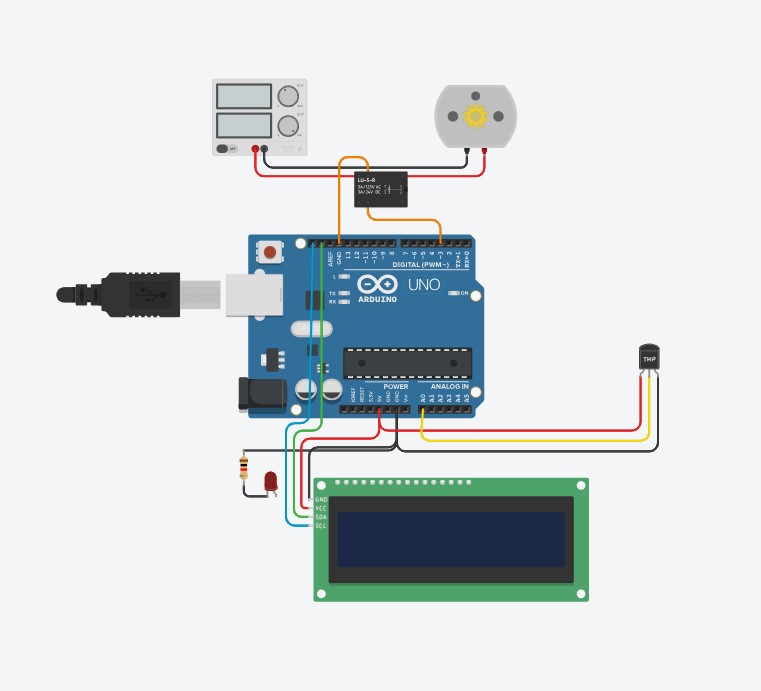 OFF
LU-5-R
3A/125V AC
3A/24V DC
AREF
GND
13
12
~11
~10
~9
8
7
~6
~5
4
~3
2
TX→1
RX←0
DIGITAL (PWM~)
L
TX
RX
ARDUINO
UNO
ON
TMP
POWER
ANALOG IN
IOREF
RESET
3.3V
5V
GND
GND
Vin
A0
A1
A2
A3
A4
A5
GND
VCC
SDA
SCL